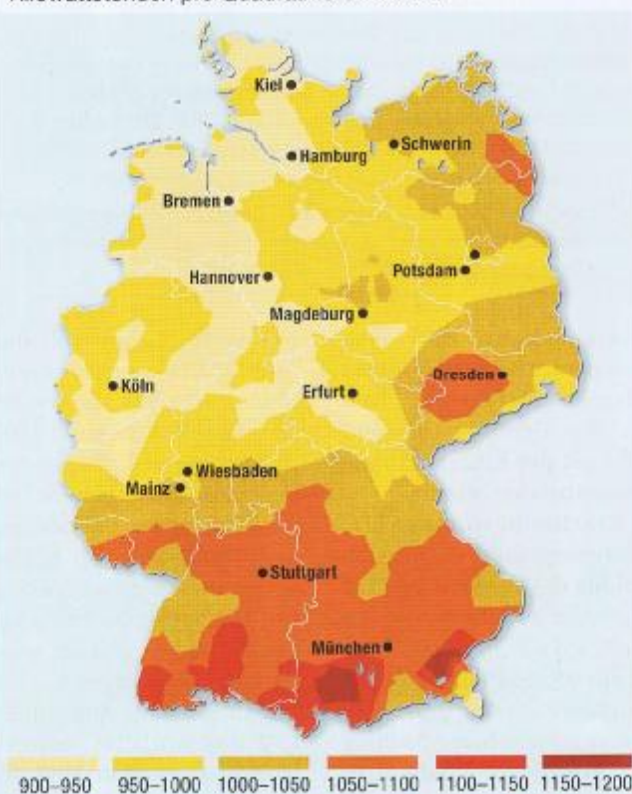 Kiel
Schwerin
Hamburg
Bremen
Potsdam
Hannover
Magdeburg
Dresden
Köln
Erfurt
Wiesbaden
Mainz
Stuttgart
München
900–950 950–1000 1000–1050 1050–1100 1100–1150 1150–1200